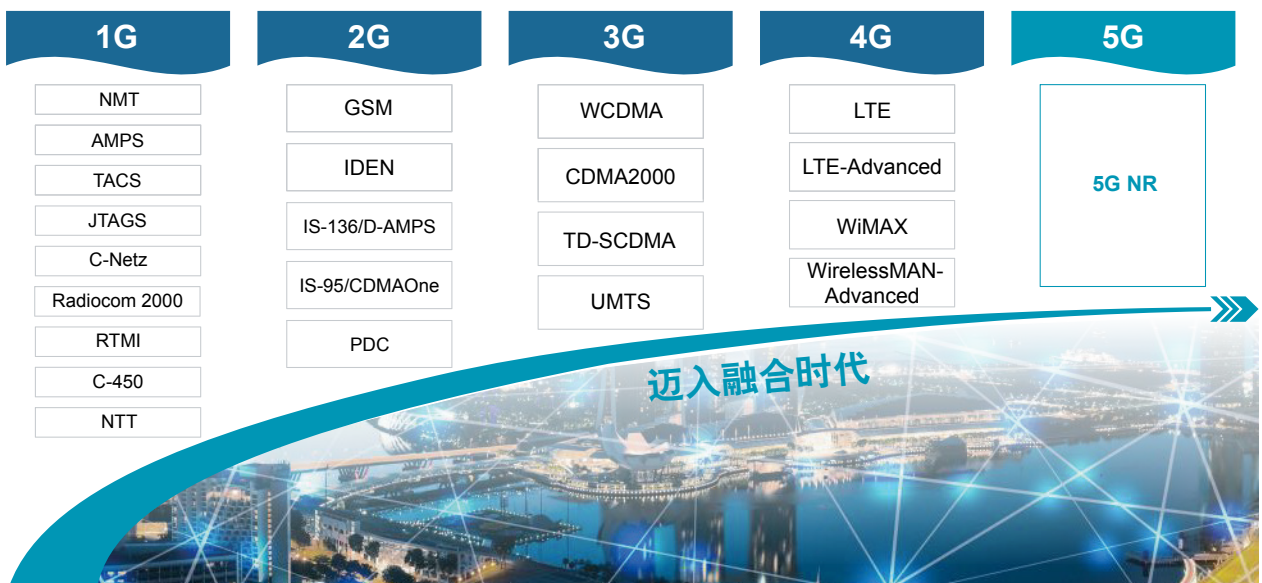 1G
NMT
AMPS
TACS
JTAGS
C-Netz
Radiocom 2000
RTMI
C-450
NTT
2G
GSM
IDEN
IS-136/D-AMPS
IS-95/CDMAOne
PDC
3G
WCDMA
CDMA2000
TD-SCDMA
UMTS
4G
LTE
LTE-Advanced
WiMAX
WirelessMAN-
Advanced
5G
5G NR
迈入融合时代